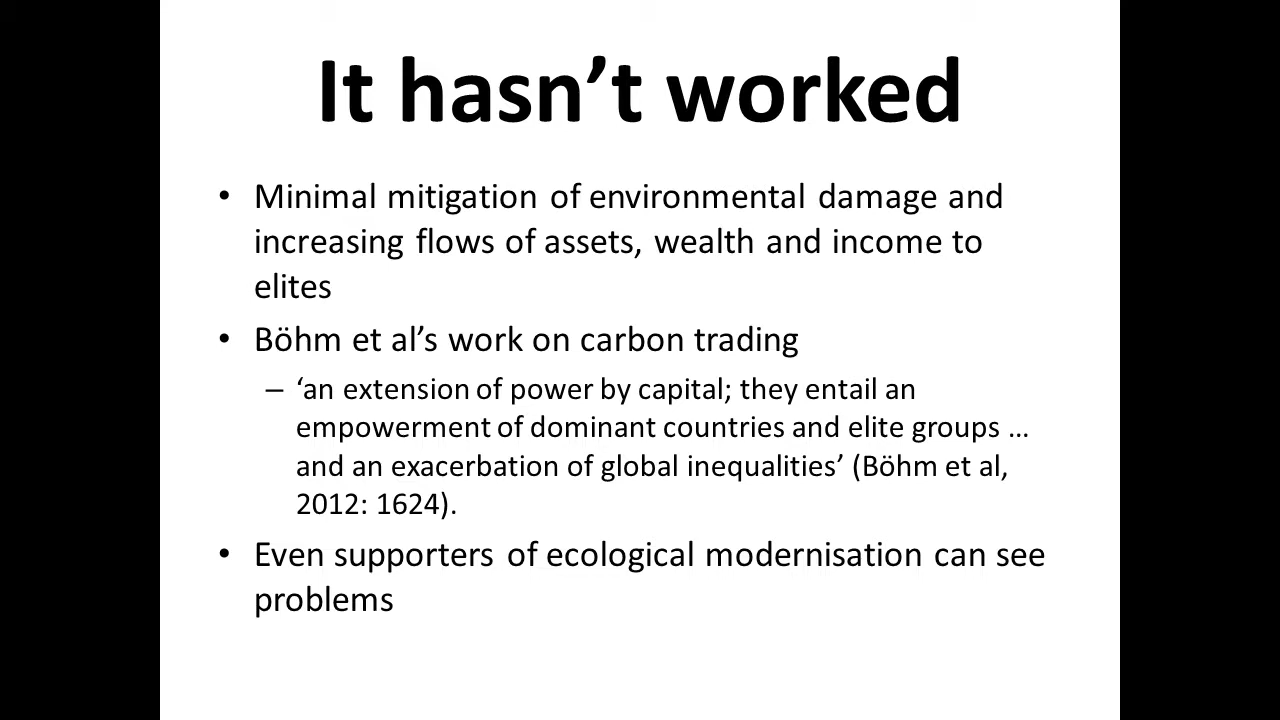 It hasn’t worked
• Minimal mitigation of environmental damage and
increasing flows of assets, wealth and income to
elites
• Böhm et al’s work on carbon trading
– ‘an extension of power by capital; they entail an
empowerment of dominant countries and elite groups …
and an exacerbation of global inequalities’ (Böhm et al,
2012: 1624).
• Even supporters of ecological modernisation can see
problems